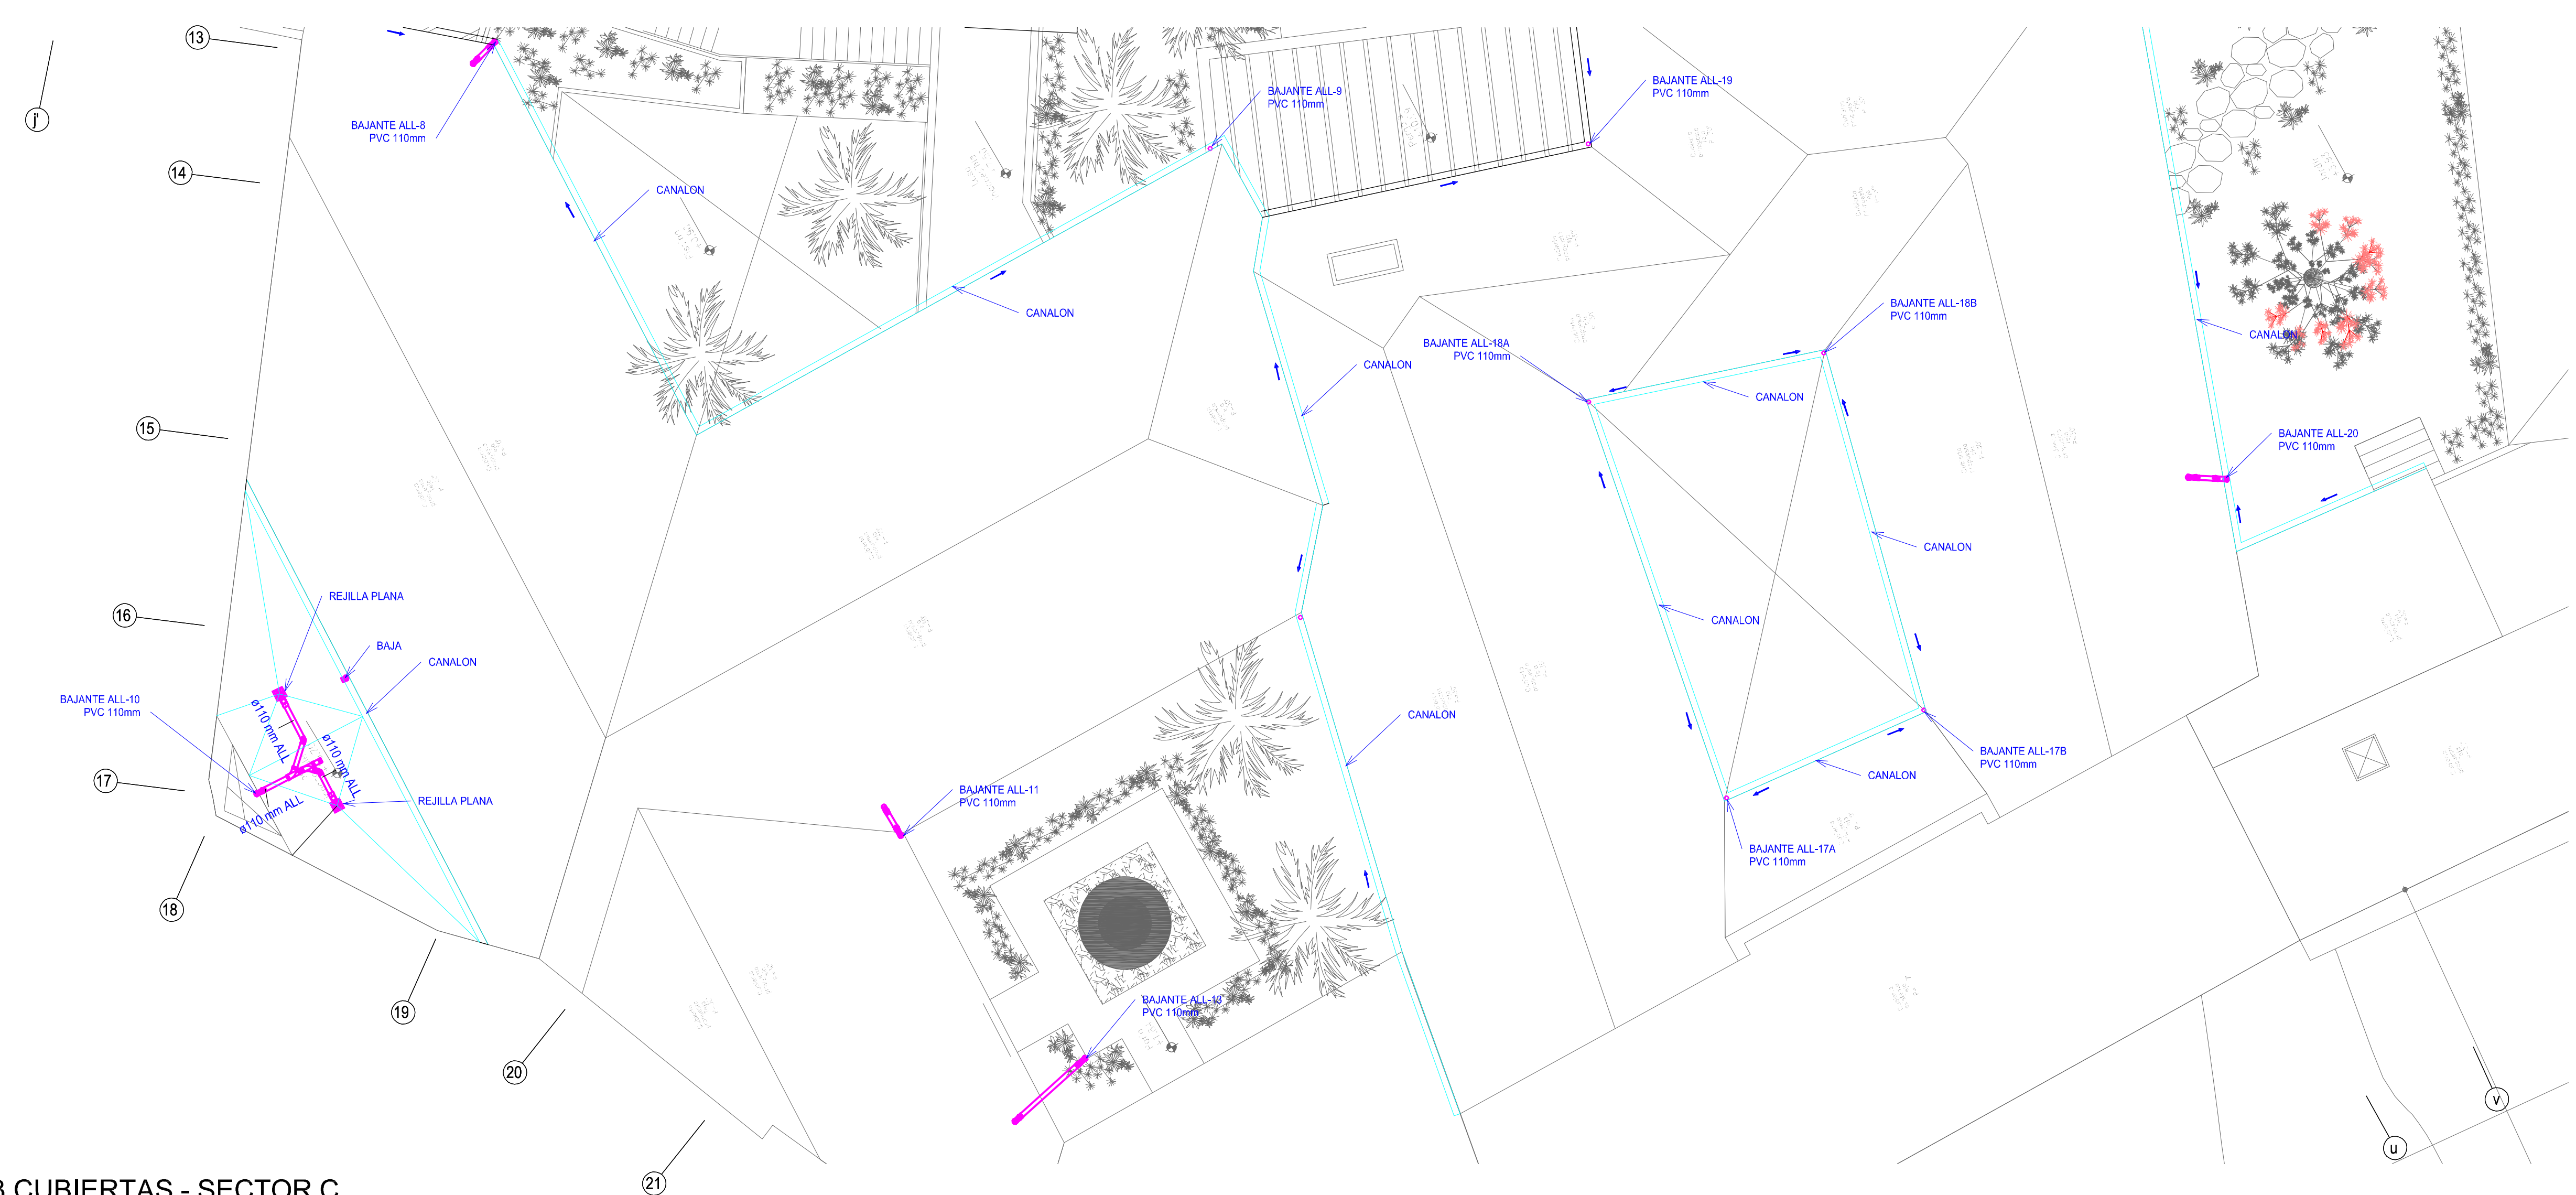 13
j'
14
15
16
17
18
19
20
21
u
v
BAJANTE ALL-8
PVC 110mm
CANALON
BAJANTE ALL-9
PVC 110mm
CANALON
BAJANTE ALL-19
PVC 110mm
CANALON
BAJANTE ALL-18A
PVC 110mm
BAJANTE ALL-18B
PVC 110mm
CANALON
CANALON
BAJANTE ALL-20
PVC 110mm
CANALON
CANALON
REJILLA PLANA
BAJA
CANALON
BAJANTE ALL-10
PVC 110mm
ø110 mm ALL
ø110 mm ALL
ø110 mm ALL
REJILLA PLANA
CANALON
BAJANTE ALL-11
PVC 110mm
BAJANTE ALL-17B
PVC 110mm
CANALON
BAJANTE ALL-17A
PVC 110mm
BAJANTE ALL-13
PVC 110mm
CUBIERTAS - SECTOR C